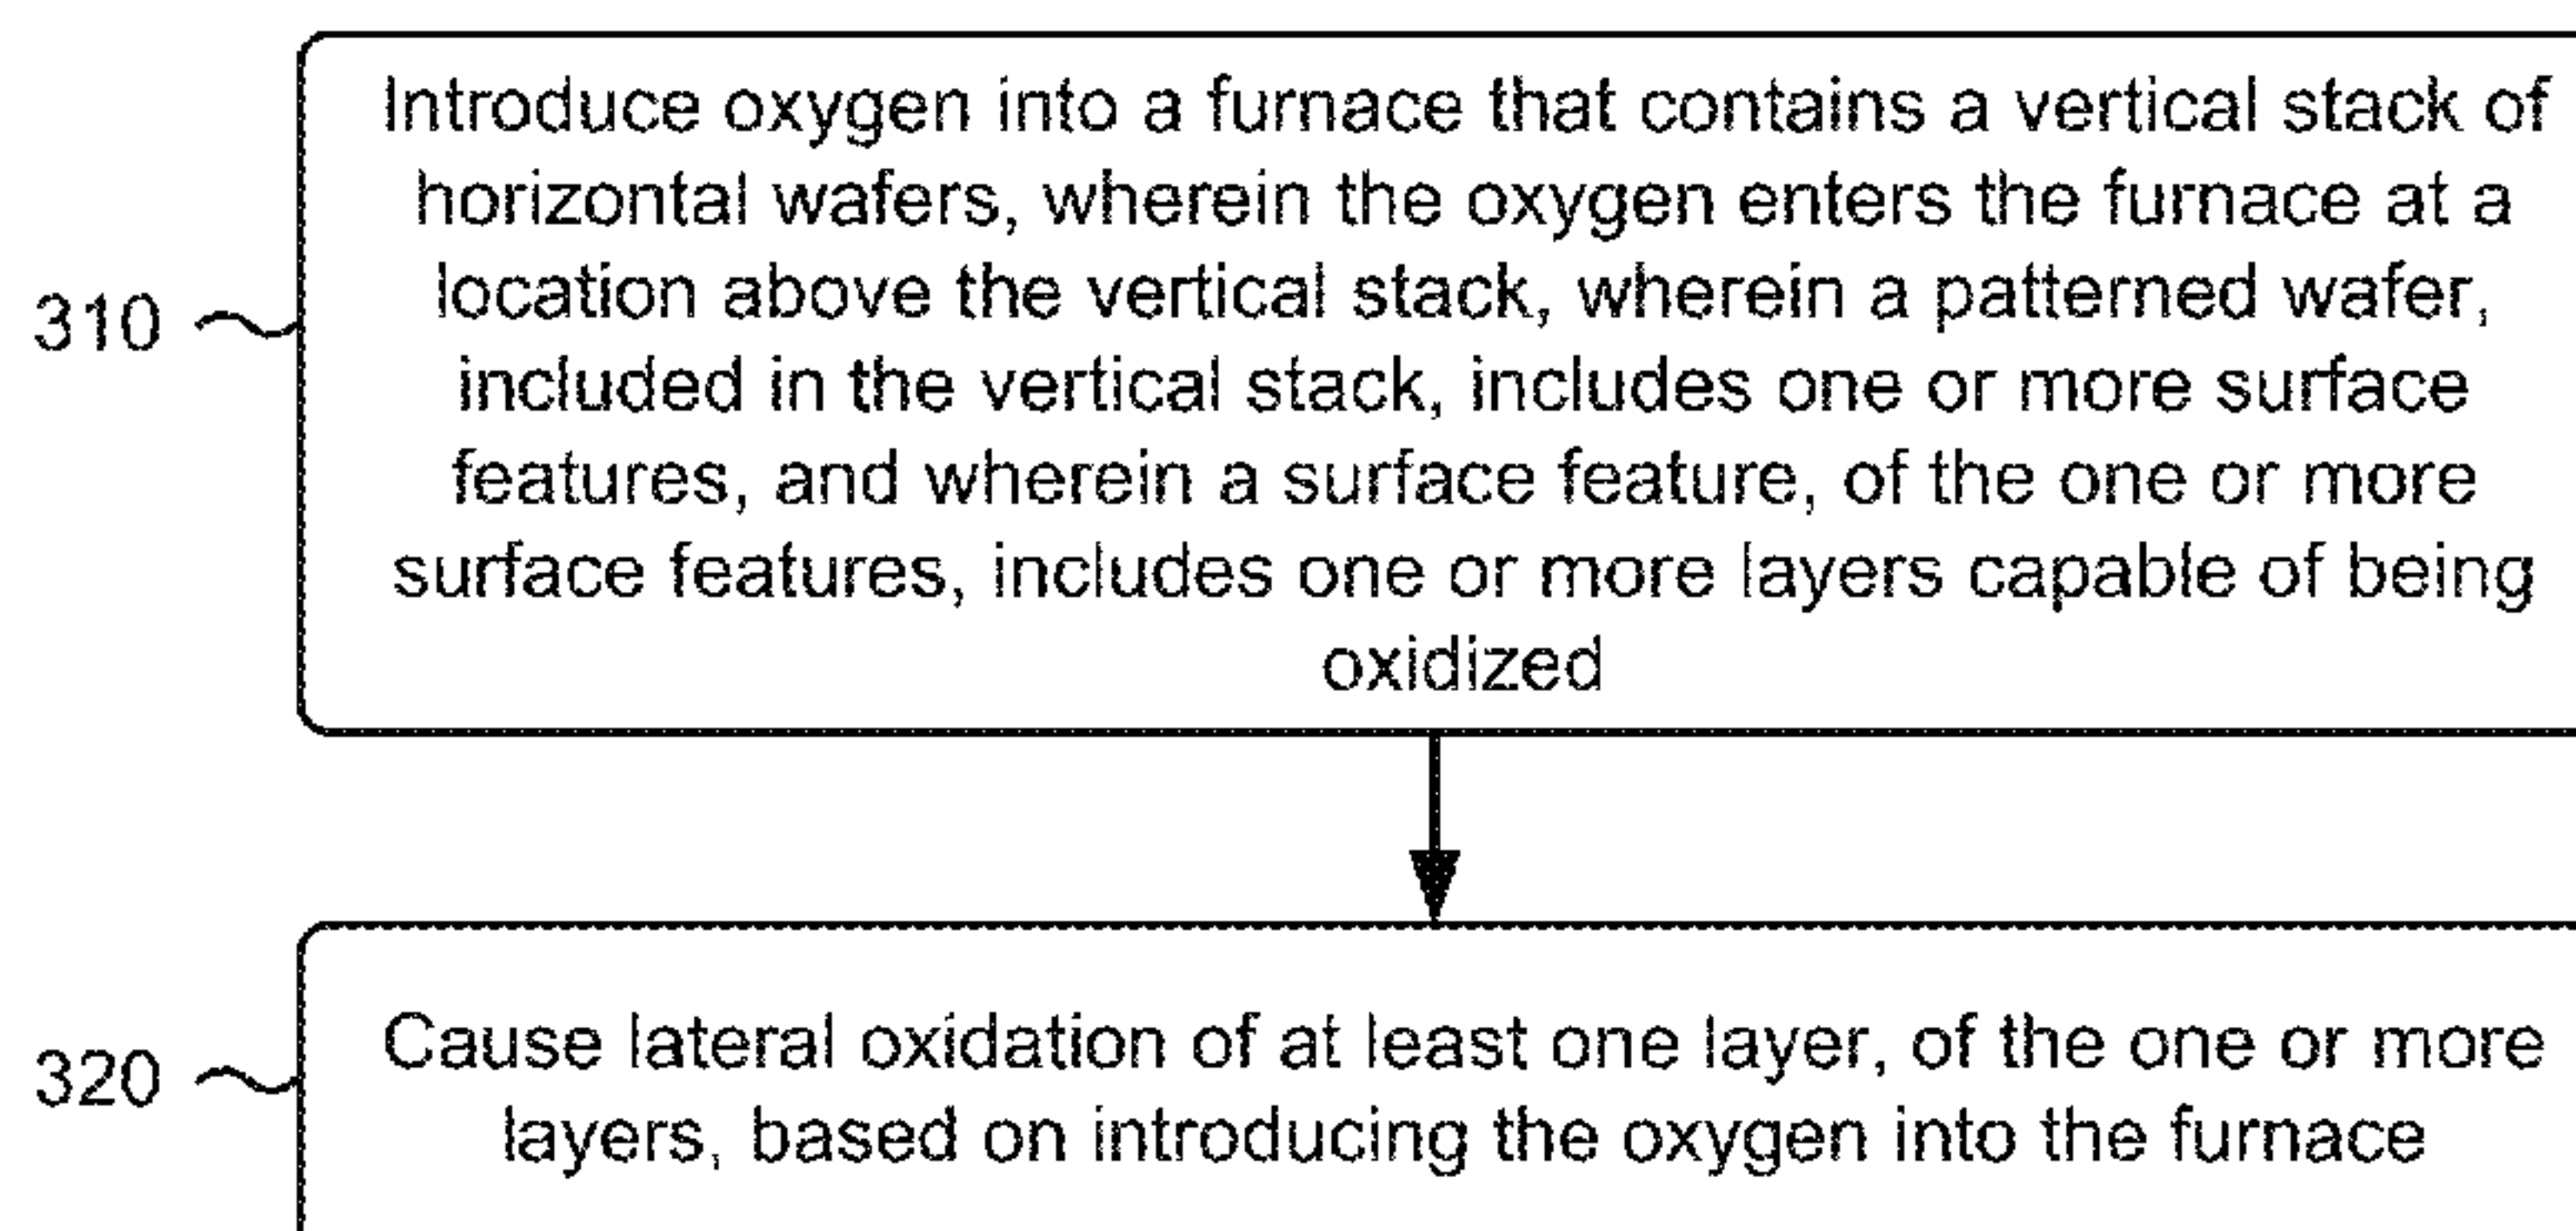 Introduce oxygen into a furnace that contains a vertical stack of
horizontal wafers, wherein the oxygen enters the furnace at a
location above the vertical stack, wherein a patterned wafer,
included in the vertical stack, includes one or more surface
features, and wherein a surface feature, of the one or more
surface features, includes one or more layers capable of being
oxidized
310
Cause lateral oxidation of at least one layer, of the one or more
layers, based on introducing the oxygen into the furnace
320